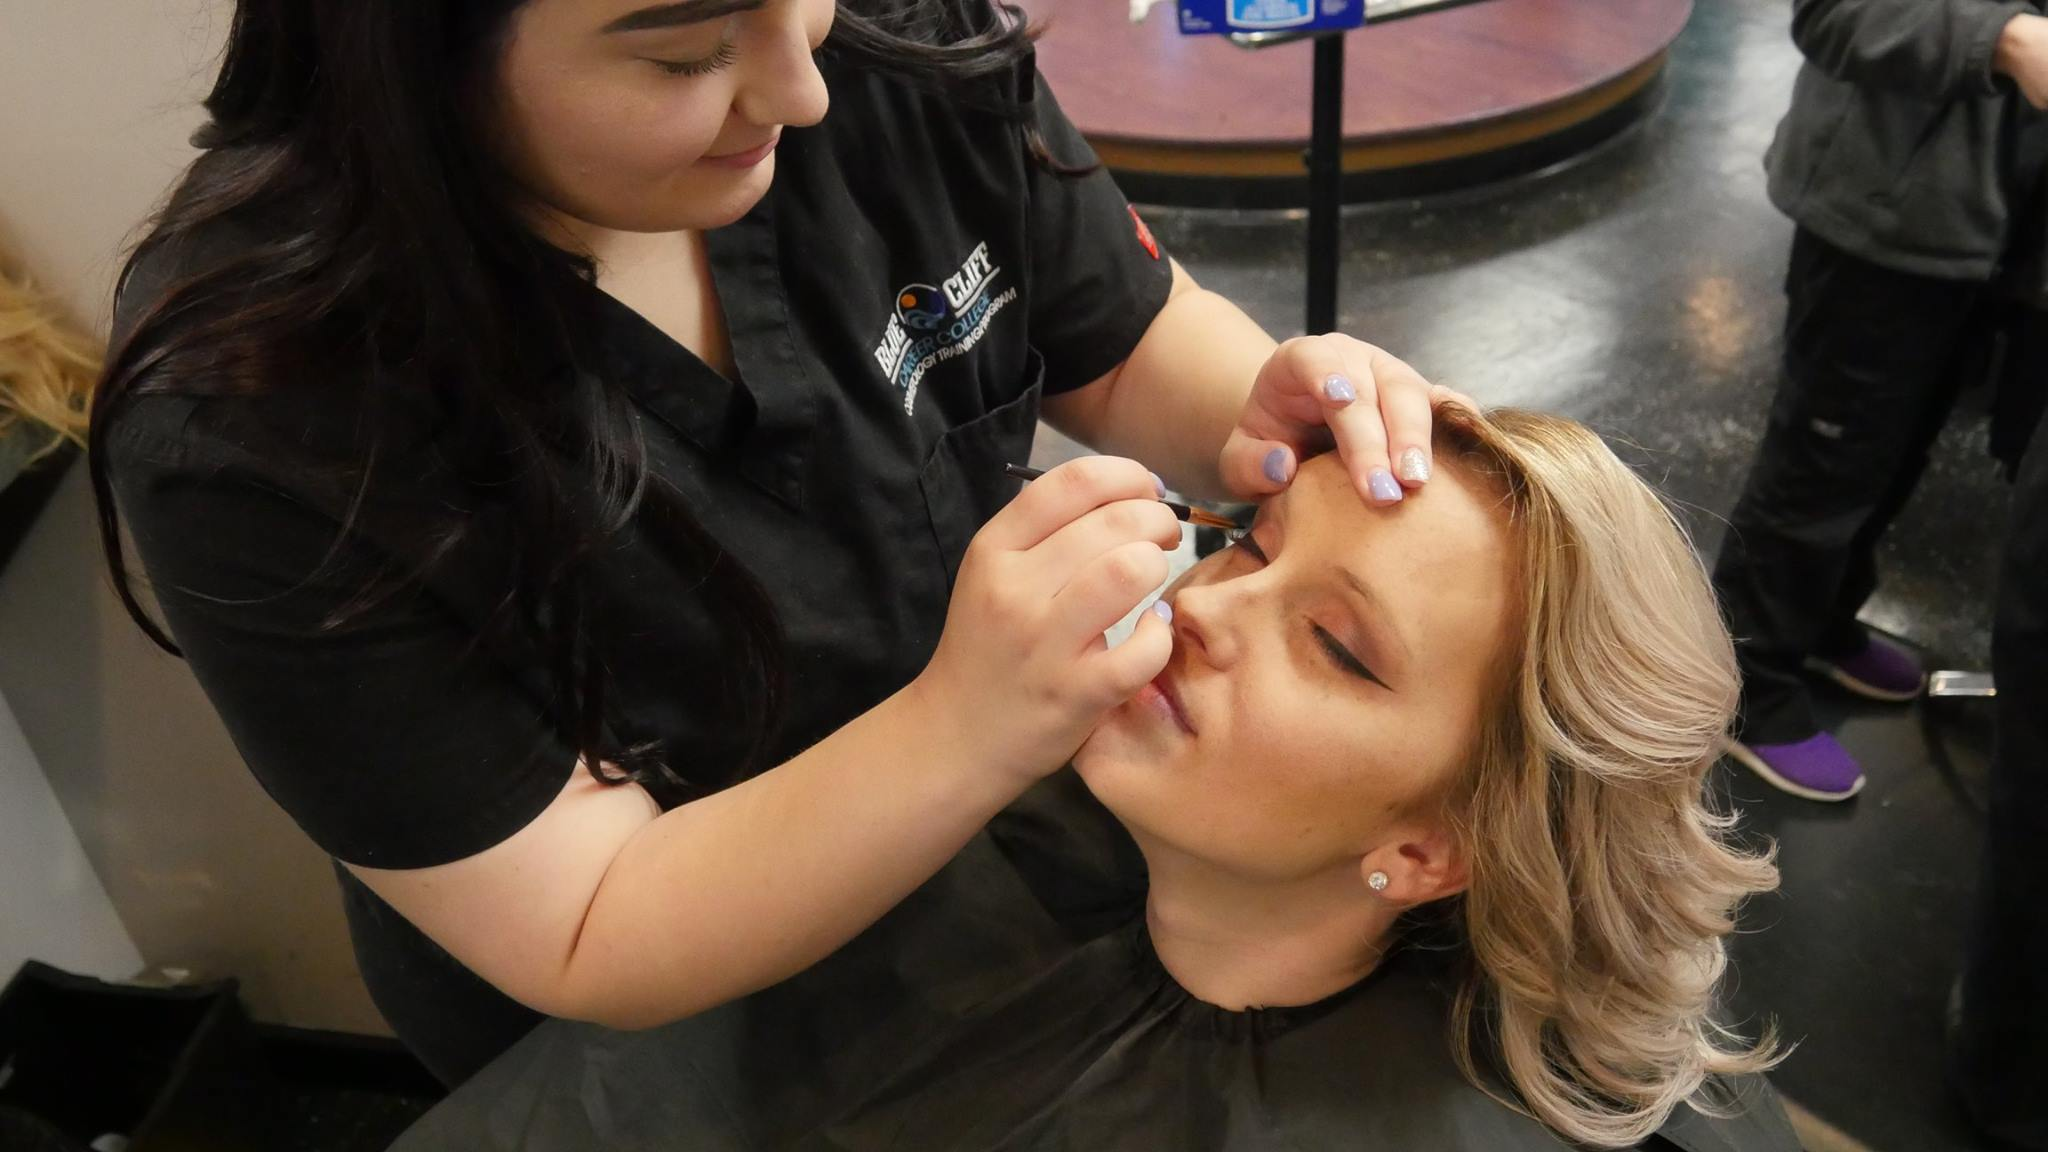 BLUE CLIFF
CAREER COLLEGE
COSMETOLOGY TRAINING PROGRAM